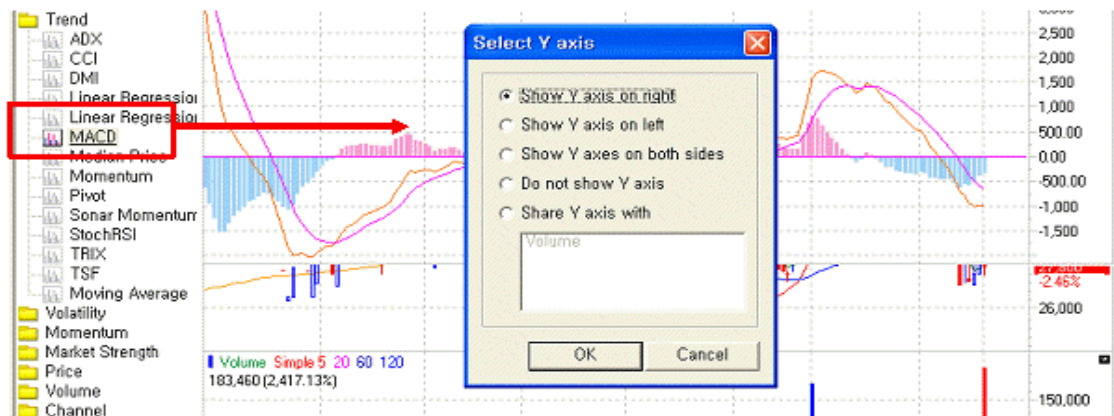 Trend
ADX
CCI
DMI
Linear Regression
Linear Regression
MACD
Median Price
Momentum
Pivot
Sonar Momentum
StochRSI
TRIX
TSF
Moving Average
Volatility
Momentum
Market Strength
Price
Volume
Channel
Select Y axis
Show Y axis on right
Show Y axis on left
Show Y axes on both sides
Do not show Y axis
Share Y axis with
Volume
OK
Cancel
2,500
2,000
1,500
1,000
500.00
0.00
-500.00
-1,000
-1,500
-2.46%
26,000
Volume Simple 5 20 60 120
183,460 (2,417.13%)
150,000